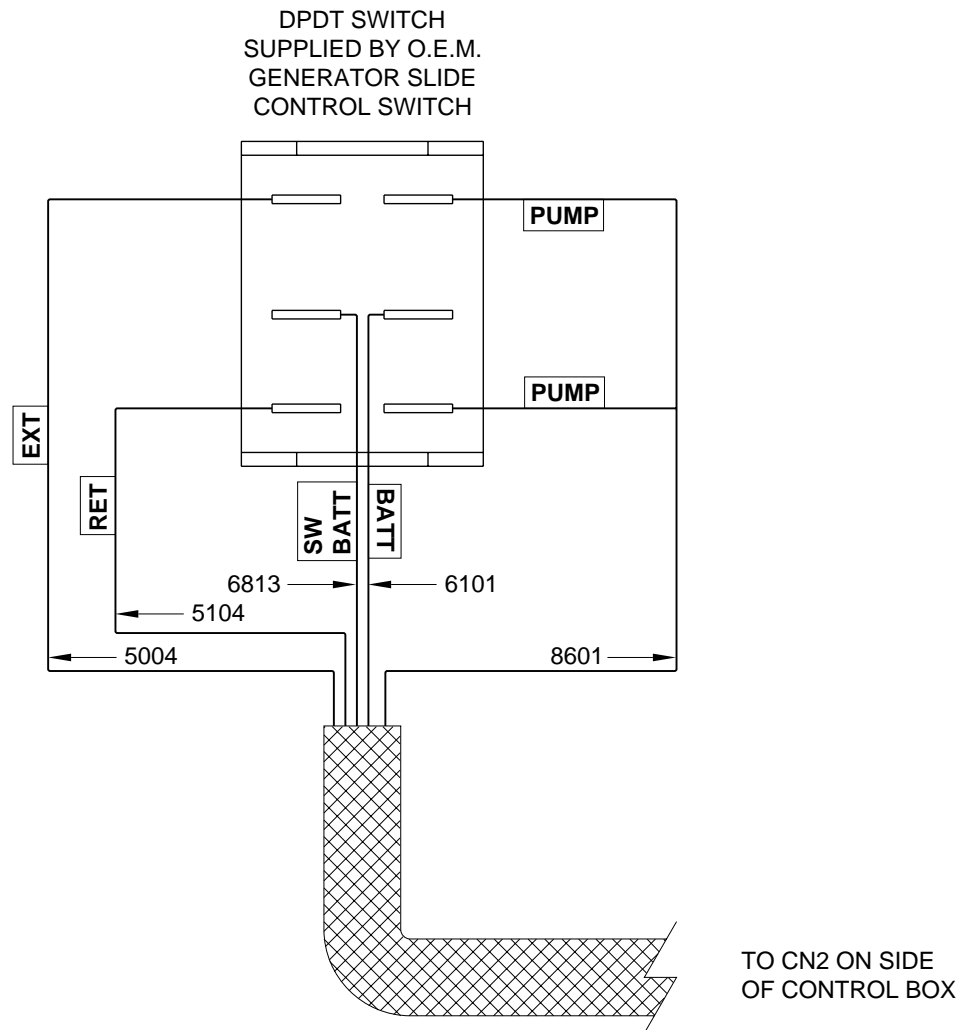 DPDT SWITCH
SUPPLIED BY O.E.M.
GENERATOR SLIDE
CONTROL SWITCH
PUMP
PUMP
EXT
RET
SW
BATT
BATT
6813
6101
5104
5004
8601
TO CN2 ON SIDE
OF CONTROL BOX